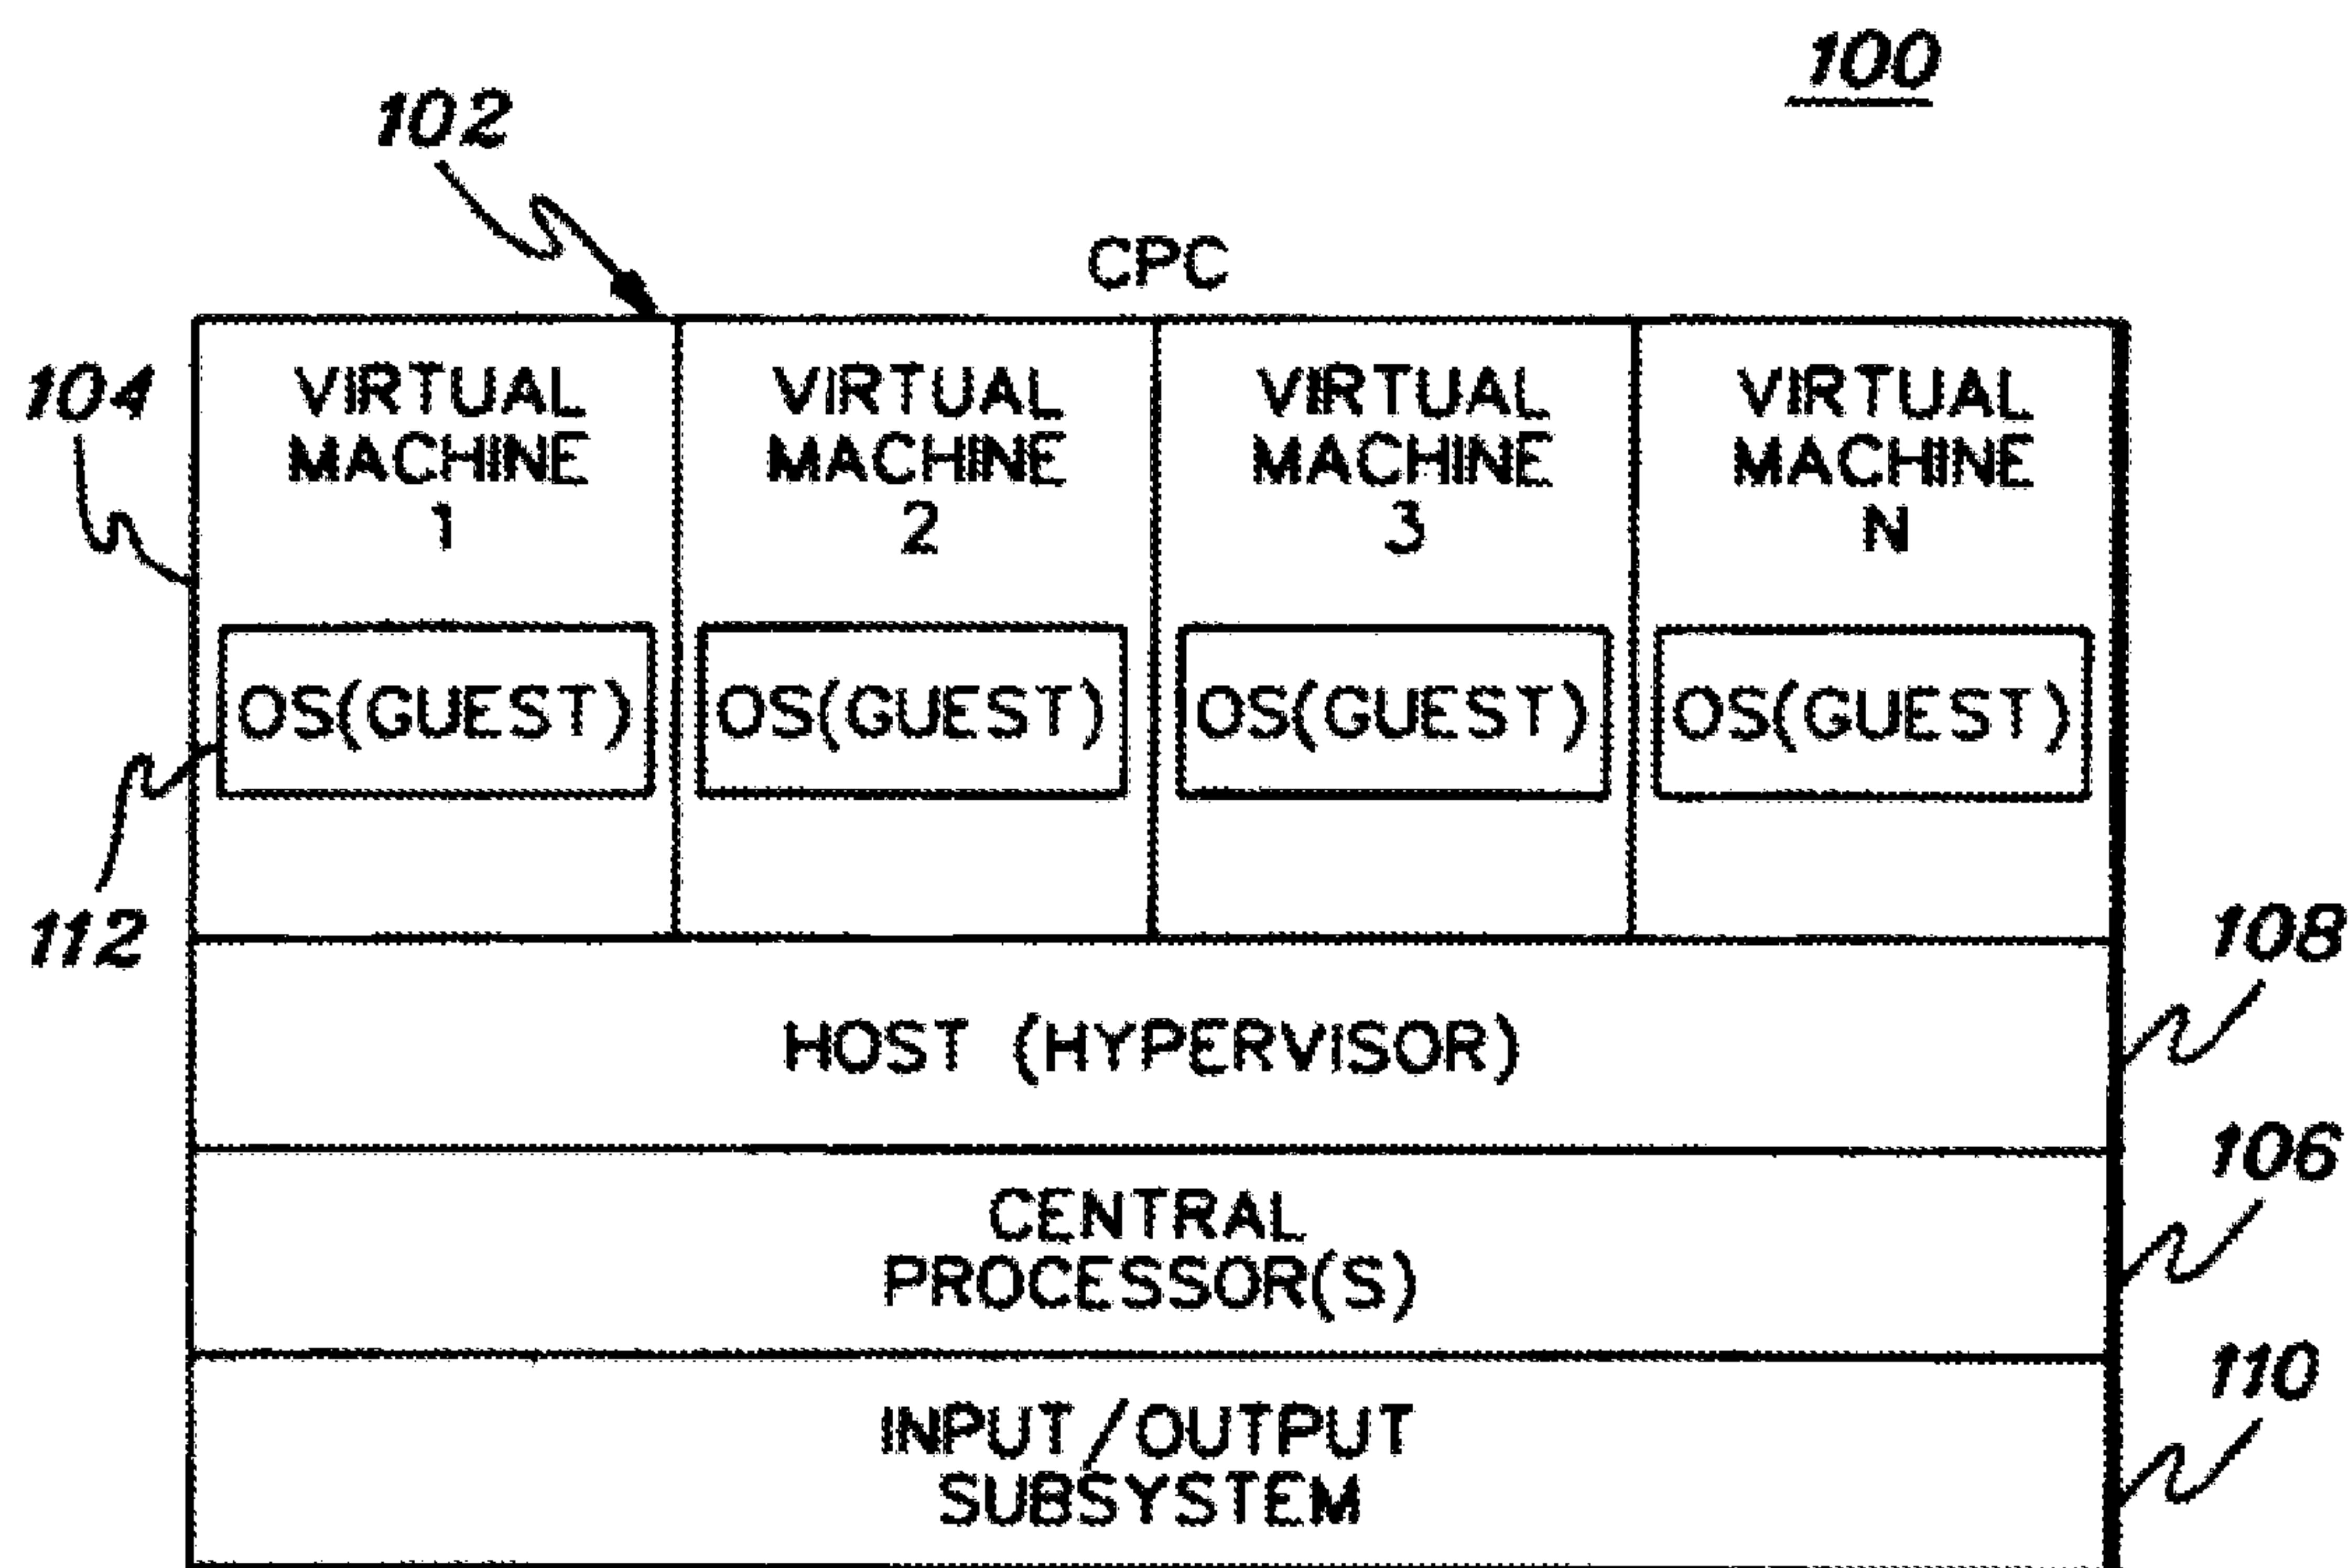 100
102
CPC
104
VIRTUAL
MACHINE
1
VIRTUAL
MACHINE
2
VIRTUAL
MACHINE
3
VIRTUAL
MACHINE
N
OS(GUEST)
OS(GUEST)
OS(GUEST)
OS(GUEST)
112
108
HOST (HYPERVISOR)
106
CENTRAL
PROCESSOR(S)
110
INPUT/OUTPUT
SUBSYSTEM